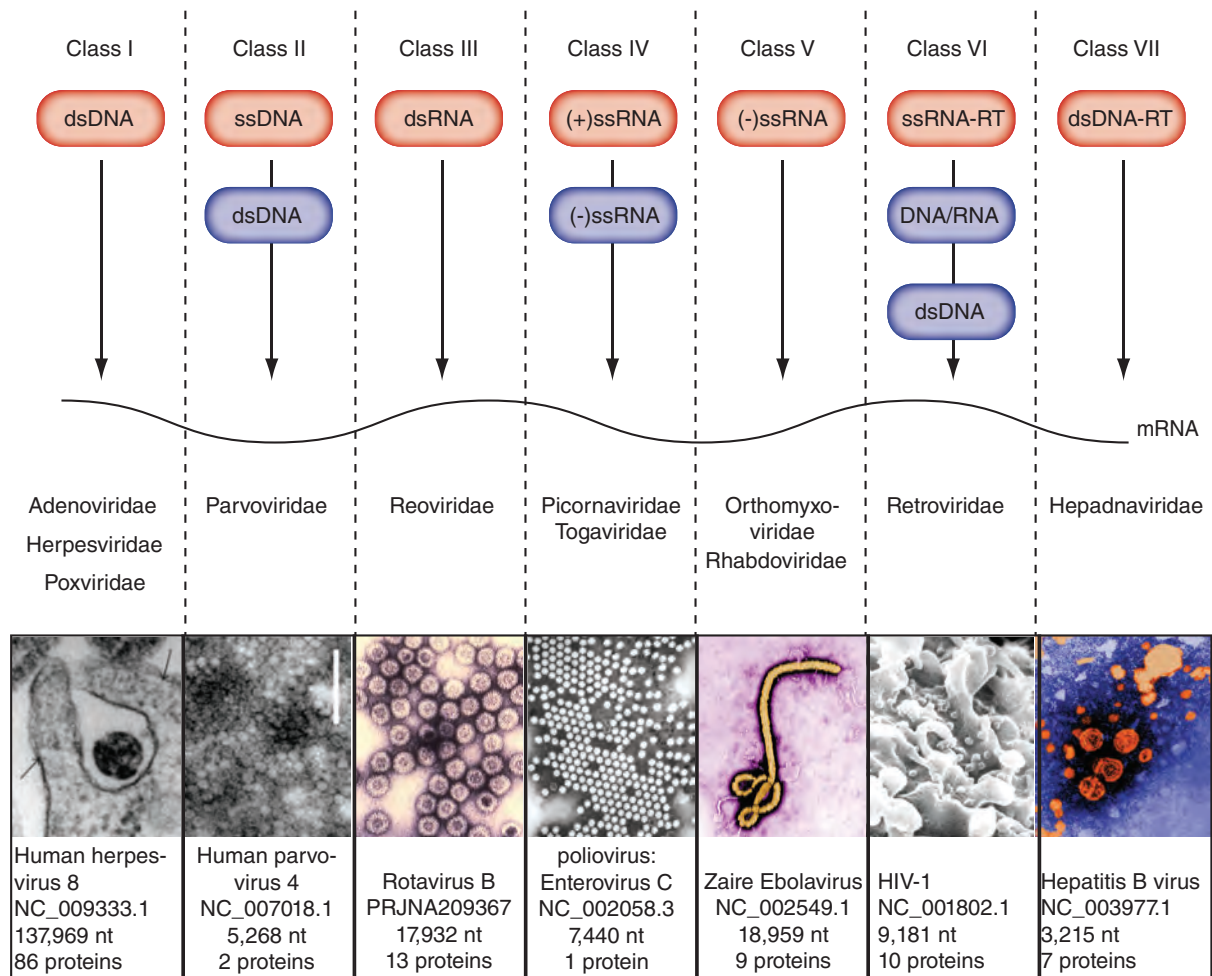 Class I
Class II
Class III
Class IV
Class V
Class VI
Class VII
dsDNA
ssDNA
dsRNA
(+)ssRNA
(-)ssRNA
ssRNA-RT
dsDNA-RT
dsDNA
(-)ssRNA
DNA/RNA
dsDNA
mRNA
Adenoviridae
Herpesviridae
Poxviridae
Parvoviridae
Reoviridae
Picornaviridae
Togaviridae
Orthomyxo-
viridae
Rhabdoviridae
Retroviridae
Hepadnaviridae
Human herpes-
virus 8
NC_009333.1
137,969 nt
86 proteins
Human parvo-
virus 4
NC_007018.1
5,268 nt
2 proteins
Rotavirus B
PRJNA209367
17,932 nt
13 proteins
poliovirus:
Enterovirus C
NC_002058.3
7,440 nt
1 protein
Zaire Ebolavirus
NC_002549.1
18,959 nt
9 proteins
HIV-1
NC_001802.1
9,181 nt
10 proteins
Hepatitis B virus
NC_003977.1
3,215 nt
7 proteins